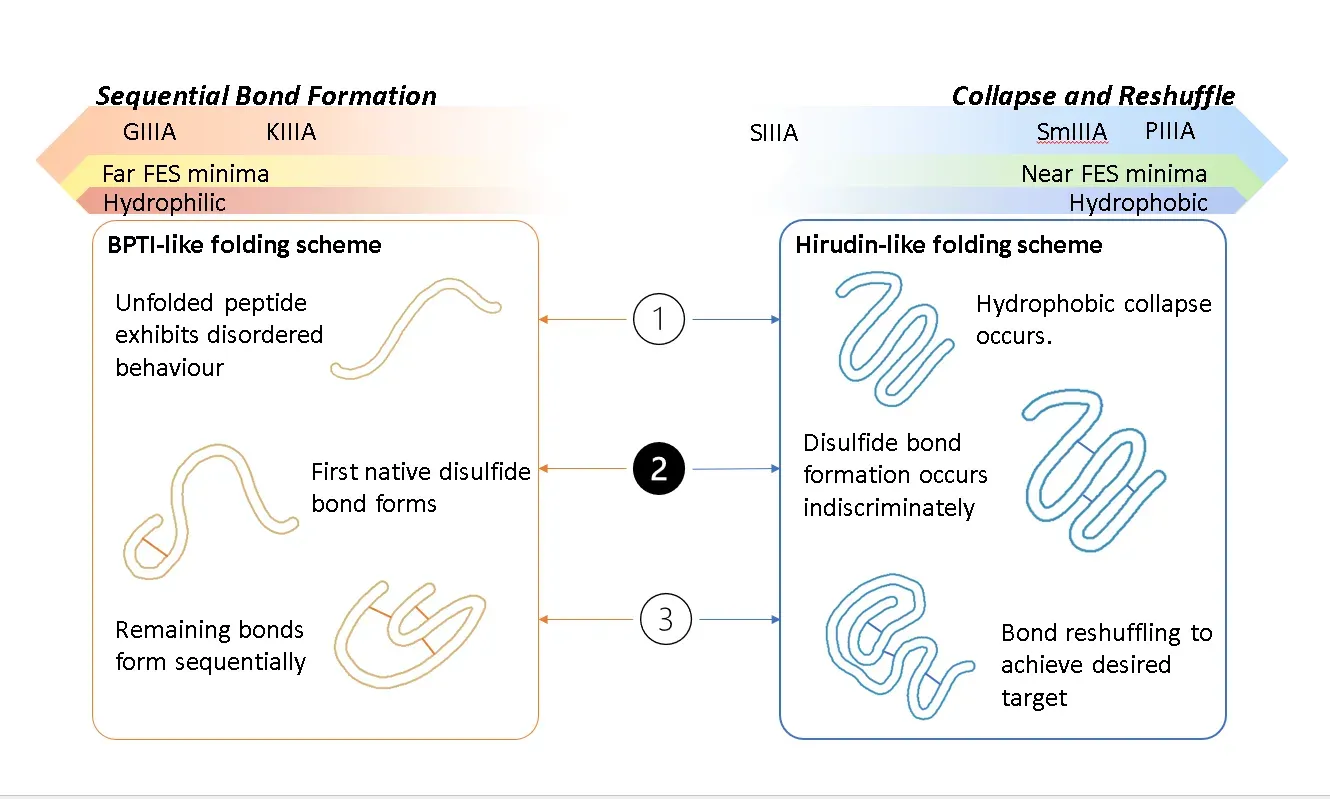 Sequential Bond Formation
Collapse and Reshuffle
GIIIA KIIIA SIIIA SmIIIA PIIIA
Far FES minima
Near FES minima
Hydrophilic
Hydrophobic
BPTI-like folding scheme
Unfolded peptide
exhibits disordered
behaviour
First native disulfide
bond forms
Remaining bonds
form sequentially
1
2
3
Hirudin-like folding scheme
Hydrophobic collapse
occurs.
Disulfide bond
formation occurs
indiscriminately
Bond reshuffling to
achieve desired
target